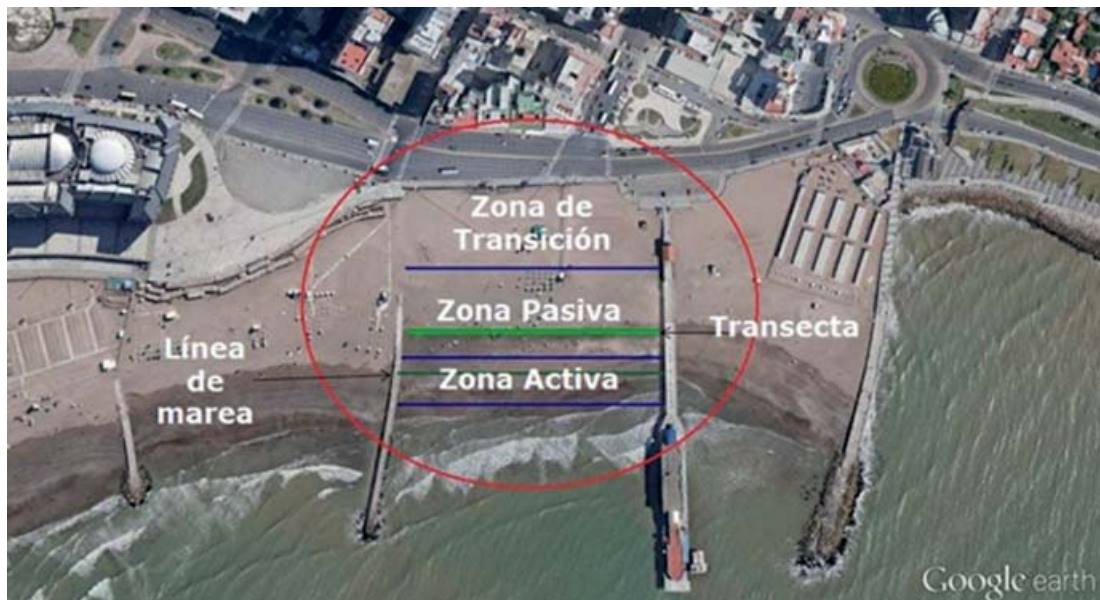 Zona de
Transición
Zona Pasiva
Transecta
Línea
de
marea
Zona Activa
Google earth